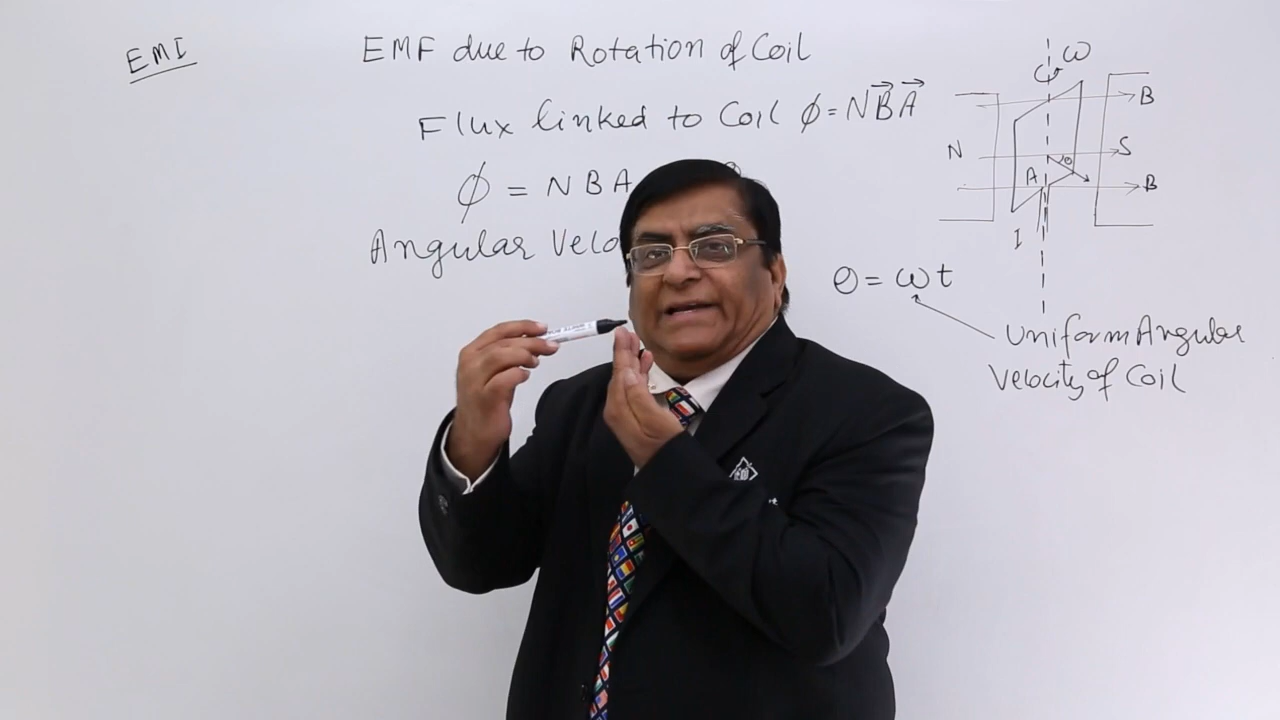 EMI
EMF due to Rotation of Coil
ω
Flux linked to Coil φ = N B⃗ A⃗
B
N
S
θ
φ = N B A
A
B
Angular Velo
I
θ = ωt
Uniform Angular
Velocity of Coil